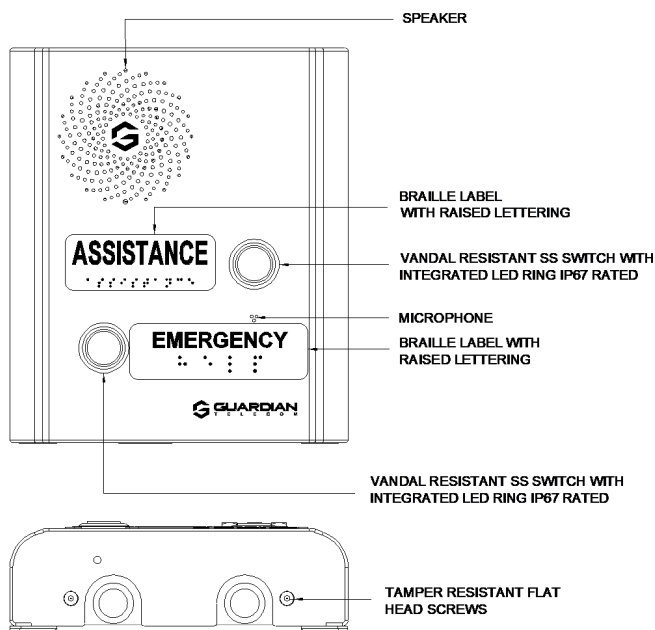 SPEAKER
BRAILLE LABEL
WITH RAISED LETTERING
ASSISTANCE
VANDAL RESISTANT SS SWITCH WITH
INTEGRATED LED RING IP67 RATED
MICROPHONE
EMERGENCY
BRAILLE LABEL WITH
RAISED LETTERING
GUARDIAN
TELECOM
VANDAL RESISTANT SS SWITCH WITH
INTEGRATED LED RING IP67 RATED
TAMPER RESISTANT FLAT
HEAD SCREWS